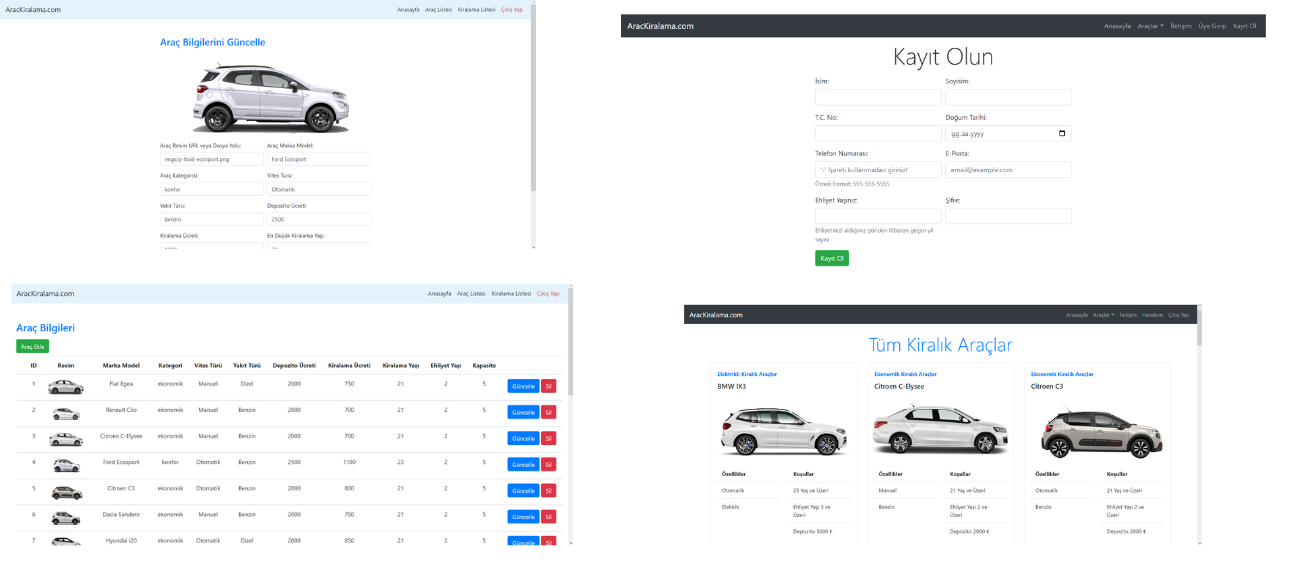 AracKiralama.com
Anasayfa Araç Listesi Kiralama Listesi Çıkış Yap
Araç Bilgilerini Güncelle
Araç Resim URL veya Dosya Yolu: Araç Marka Model:
imgs/p-ford-ecosport.png Ford Ecosport
Araç Kategorisi: Vites Türü:
konfor Otomatik
Yakıt Türü: Depozito Ücreti:
Benzin 2500
Kiralama Ücreti: En Düşük Kiralama Yaşı:
AracKiralama.com
Anasayfa Araçlar İletişim Üye Girişi Kayıt Ol
Kayıt Olun
İsim: Soyisim:
T.C. No: Doğum Tarihi:
gg.aa.yyyy
Telefon Numarası: E-Posta:
'-' İşareti kullanmadan giriniz! email@example.com
Örnek format: 555-555-5555
Ehliyet Yaşınız: Şifre:
Ehliyetinizi aldığınız günden itibaren geçen yıl
sayısı
Kayıt Ol
AracKiralama.com
Anasayfa Araç Listesi Kiralama Listesi Çıkış Yap
Araç Bilgileri
Araç Ekle
ID Resim Marka Model Kategori Vites Türü Yakıt Türü Depozito Ücreti Kiralama Ücreti Kiralama Yaşı Ehliyet Yaşı Kapasite
1 Fiat Egea ekonomik Manuel Dizel 2000 750 21 2 5 Güncelle Sil
2 Renault Clio ekonomik Manuel Benzin 2000 700 21 2 5 Güncelle Sil
3 Citroen C-Elysee ekonomik Manuel Benzin 2000 700 21 2 5 Güncelle Sil
4 Ford Ecosport konfor Otomatik Benzin 2500 1100 23 2 5 Güncelle Sil
5 Citroen C3 ekonomik Otomatik Benzin 2000 800 21 2 5 Güncelle Sil
6 Dacia Sandero ekonomik Manuel Benzin 2000 750 21 2 5 Güncelle Sil
7 Hyundai i20 ekonomik Otomatik Dizel 2000 850 21 2 5 Güncelle Sil
AracKiralama.com
Anasayfa Araçlar İletişim Hesabım Çıkış Yap
Tüm Kiralık Araçlar
Elektrikli Kiralık Araçlar
BMW IX3
Özellikler Koşullar
Otomatik 25 Yaş ve Üzeri
Elektrik Ehliyet Yaşı 3 ve
Üzeri
Depozito 5000 ₺
Ekonomik Kiralık Araçlar
Citroen C-Elysee
Özellikler Koşullar
Manuel 21 Yaş ve Üzeri
Benzin Ehliyet Yaşı 2 ve
Üzeri
Depozito 2000 ₺
Ekonomik Kiralık Araçlar
Citroen C3
Özellikler Koşullar
Otomatik 21 Yaş ve Üzeri
Benzin Ehliyet Yaşı 2 ve
Üzeri
Depozito 2000 ₺